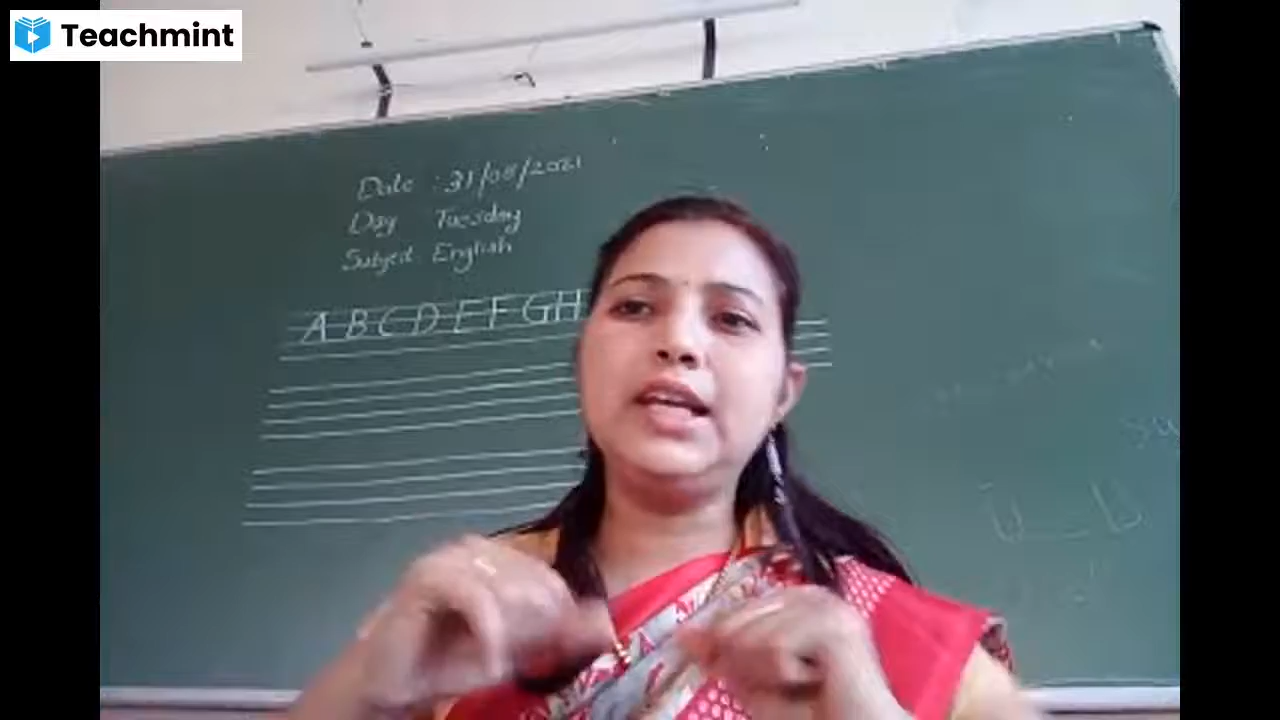 Teachmint
Date : 31/08/2021
Day Tuesday
Subject English
A B C D E F G H